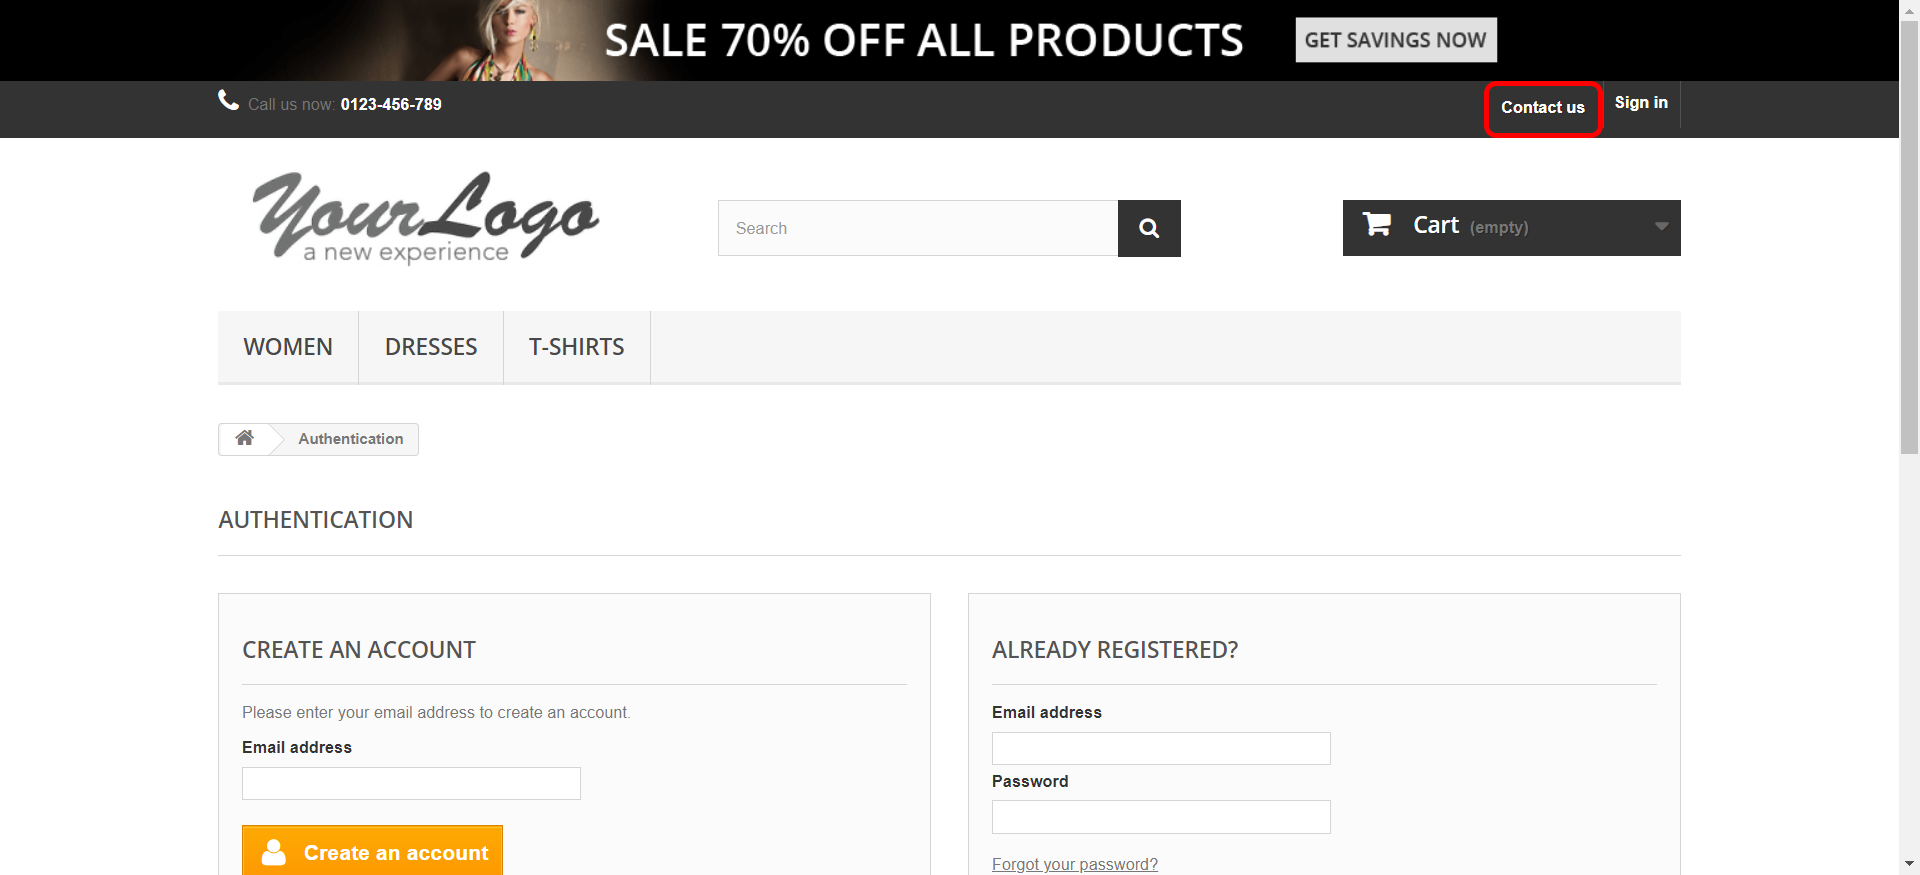 SALE 70% OFF ALL PRODUCTS GET SAVINGS NOW
Call us now: 0123-456-789
Contact us Sign in
YourLogo
a new experience
Search
Cart (empty)
WOMEN DRESSES T-SHIRTS
Authentication
AUTHENTICATION
CREATE AN ACCOUNT
Please enter your email address to create an account.
Email address
Create an account
ALREADY REGISTERED?
Email address
Password
Forgot your password?